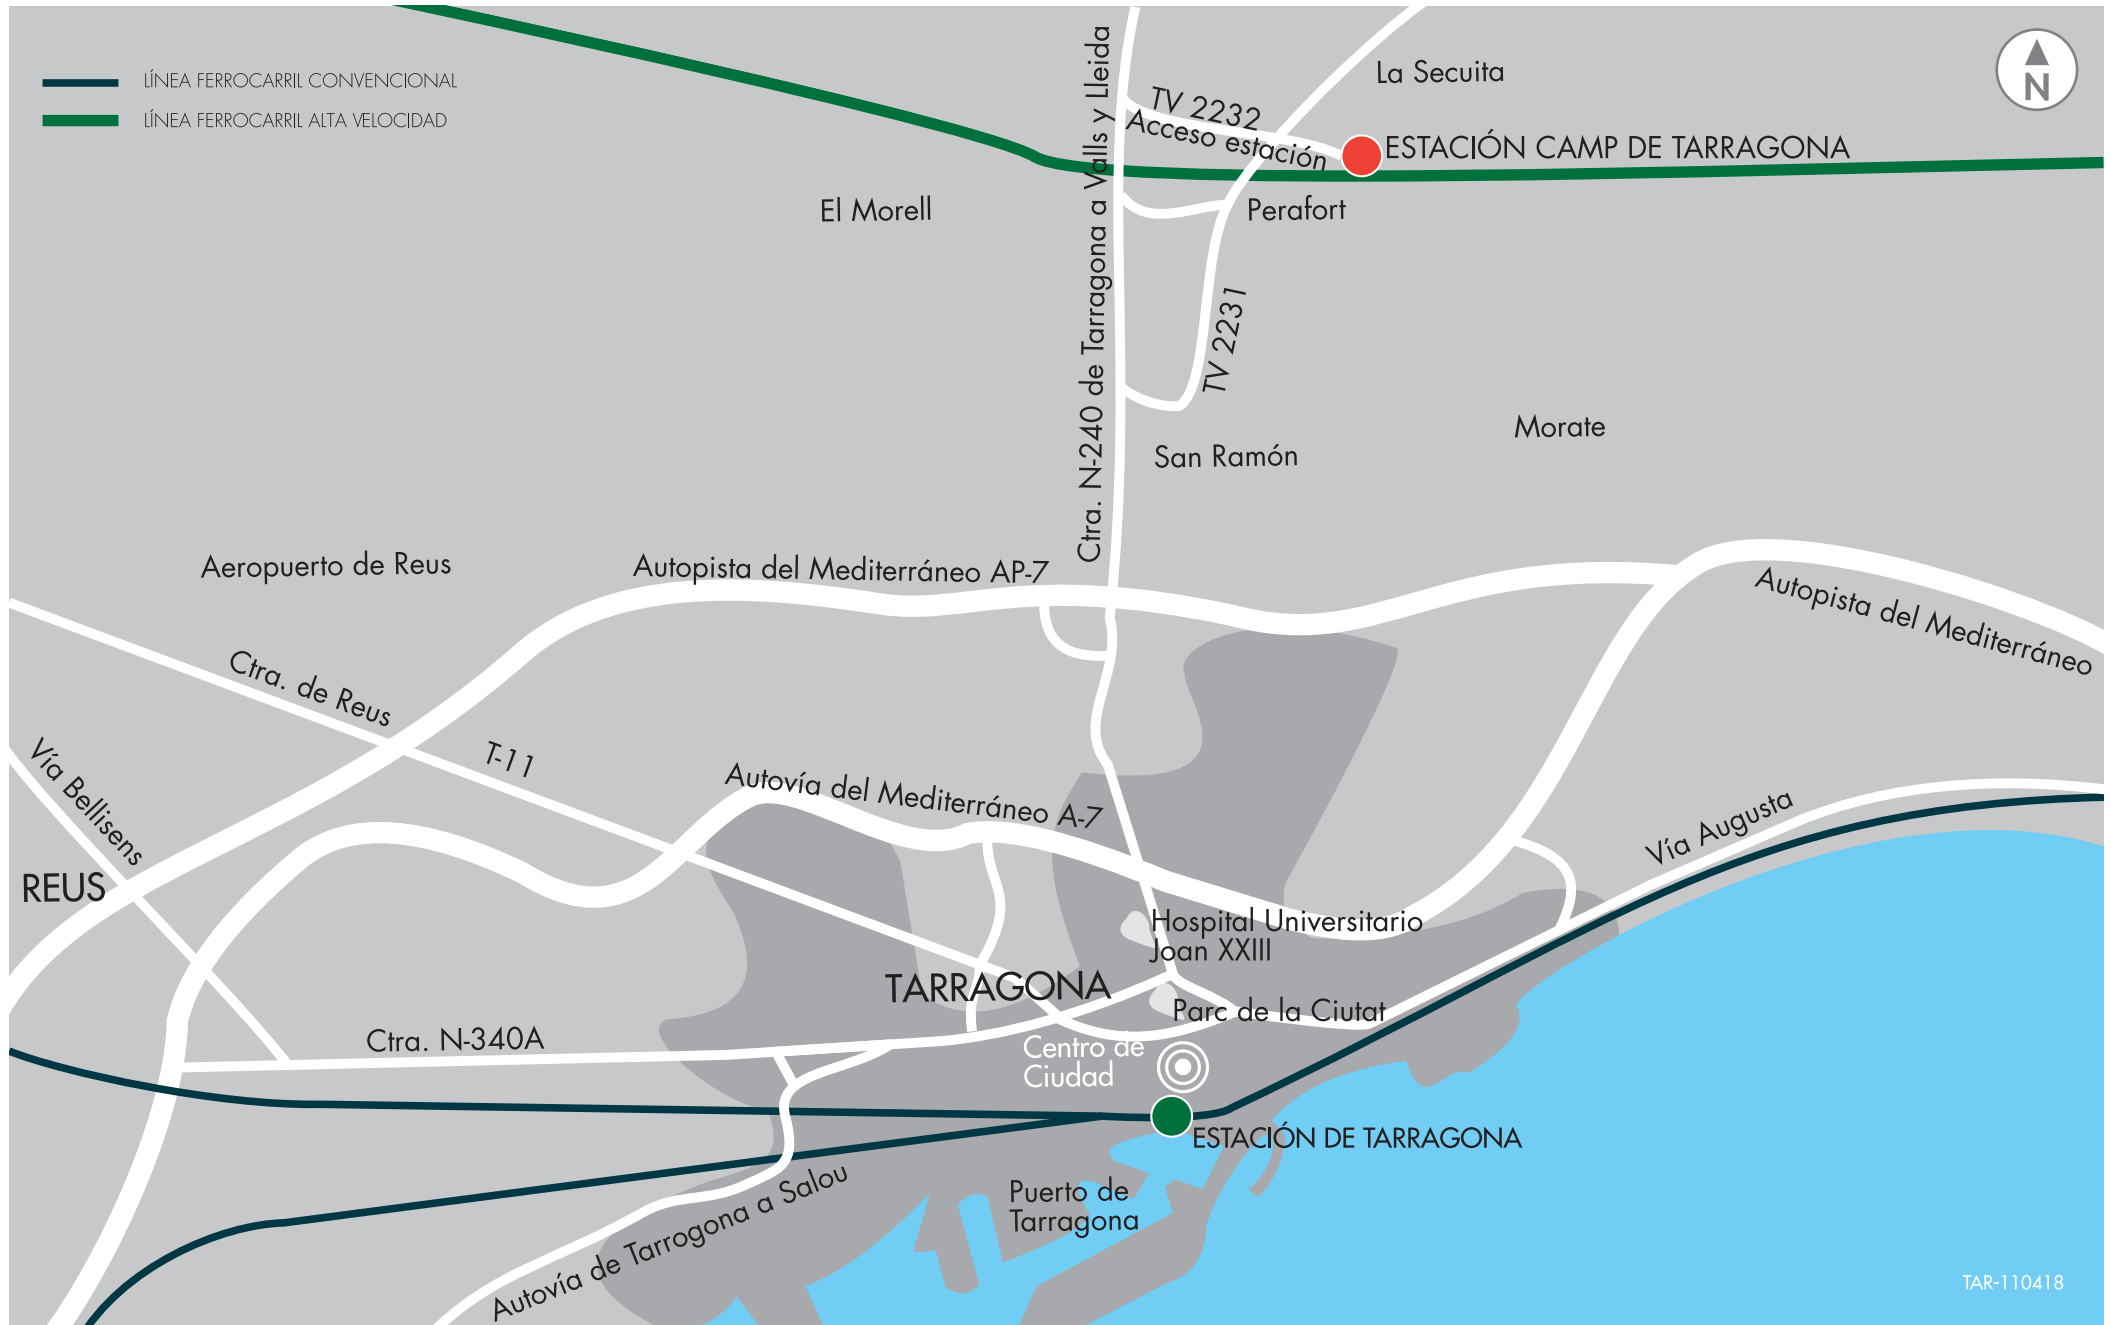 LÍNEA FERROCARRIL CONVENCIONAL
LÍNEA FERROCARRIL ALTA VELOCIDAD
N
La Secuita
TV 2232
Acceso estación
ESTACIÓN CAMP DE TARRAGONA
Ctra. N-240 de Tarragona a Valls y Lleida
El Morell
Perafort
TV 2231
Morate
San Ramón
Aeropuerto de Reus
Autopista del Mediterráneo AP-7
Autopista del Mediterráneo
Ctra. de Reus
T-11
Vía Bellisens
Autovía del Mediterráneo A-7
Vía Augusta
REUS
Hospital Universitario
Joan XXIII
TARRAGONA
Parc de la Ciutat
Ctra. N-340A
Centro de
Ciudad
ESTACIÓN DE TARRAGONA
Puerto de
Tarragona
Autovía de Tarrogona a Salou
TAR-110418